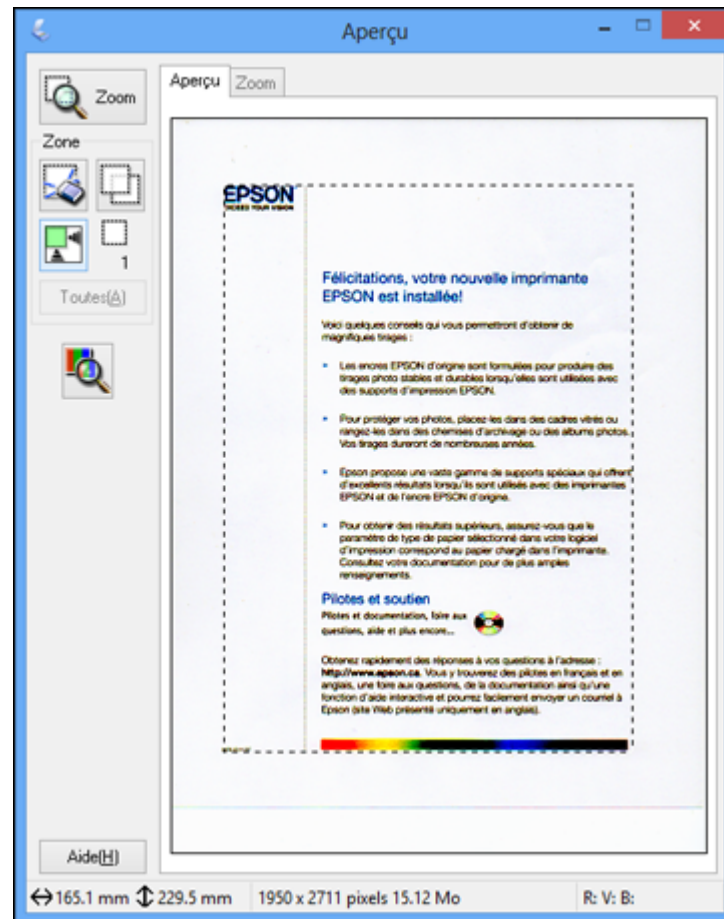 Aperçu
Zoom
Aperçu Zoom
Zone
1
Toutes(A)
EPSON
EXCEED YOUR VISION
Félicitations, votre nouvelle imprimante
EPSON est installée!
Voici quelques conseils qui vous permettront d'obtenir de
magnifiques tirages :
• Les encres EPSON d'origine sont formulées pour produire des
tirages photo stables et durables lorsqu'elles sont utilisées avec
des supports d'impression EPSON.
• Pour protéger vos photos, placez-les dans des cadres vitrés ou
rangez-les dans des chemises d'archivage ou des albums photos.
Vos tirages dureront de nombreuses années.
• Epson propose une vaste gamme de supports spéciaux qui offrent
d'excellents résultats lorsqu'ils sont utilisés avec des imprimantes
EPSON et de l'encre EPSON d'origine.
• Pour obtenir des résultats supérieurs, assurez-vous que le
paramètre de type de papier sélectionné dans votre logiciel
d'impression correspond au papier chargé dans l'imprimante.
Consultez votre documentation pour de plus amples
renseignements.
Pilotes et soutien
Pilotes et documentation, foire aux
questions, aide et plus encore...
Obtenez rapidement des réponses à vos questions à l'adresse :
http://www.epson.ca. Vous y trouverez des pilotes en français et en
anglais, une foire aux questions, de la documentation ainsi qu'une
fonction d'aide interactive et pourrez facilement envoyer un courriel à
Epson (site Web présenté uniquement en anglais).
Aide(H)
165.1 mm 229.5 mm 1950 x 2711 pixels 15.12 Mo R: V: B: